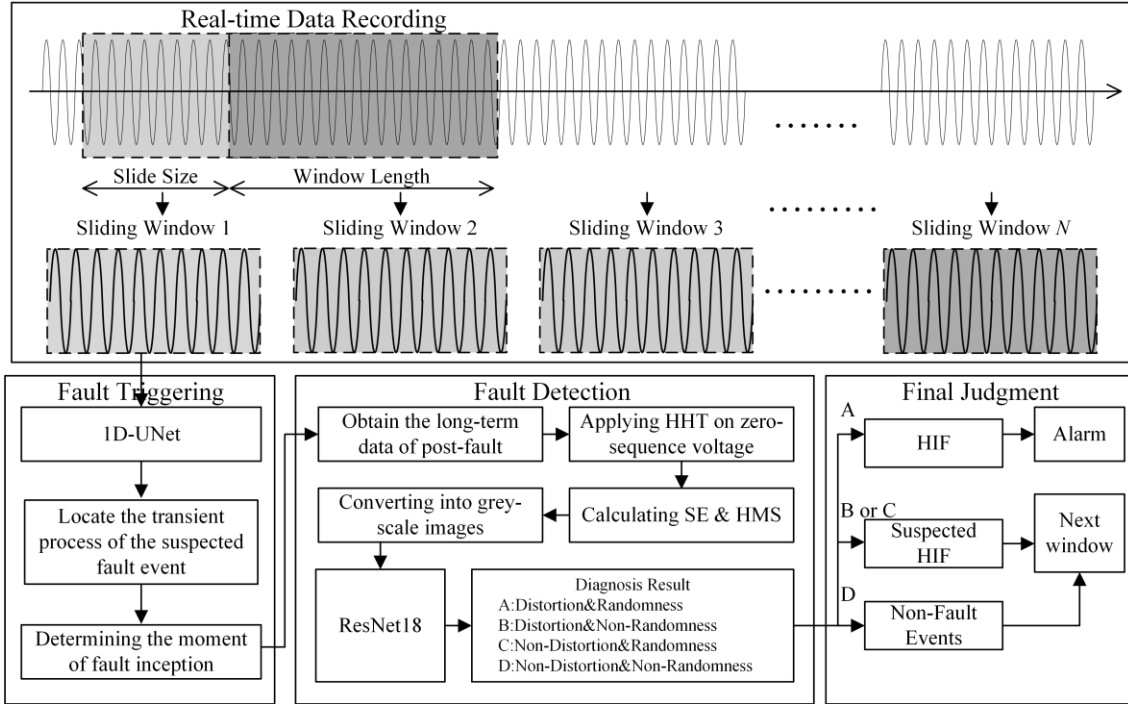 Real-time Data Recording
.......
Slide Size
Window Length
.........
Sliding Window 1
Sliding Window 2
Sliding Window 3
Sliding Window N
.........
Fault Triggering
1D-UNet
Locate the transient
process of the suspected
fault event
Determining the moment
of fault inception
Fault Detection
Obtain the long-term
data of post-fault
Applying HHT on zero-
sequence voltage
Converting into grey-
scale images
Calculating SE & HMS
ResNet18
Diagnosis Result
A:Distortion&Randomness
B:Distortion&Non-Randomness
C:Non-Distortion&Randomness
D:Non-Distortion&Non-Randomness
Final Judgment
A
HIF
Alarm
B or C
Suspected
HIF
Next
window
D
Non-Fault
Events